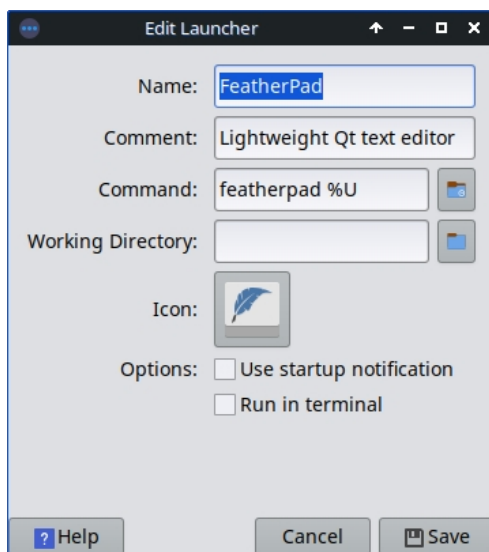 Edit Launcher
Name: FeatherPad
Comment: Lightweight Qt text editor
Command: featherpad %U
Working Directory:
Icon:
Options: Use startup notification
Run in terminal
? Help Cancel Save